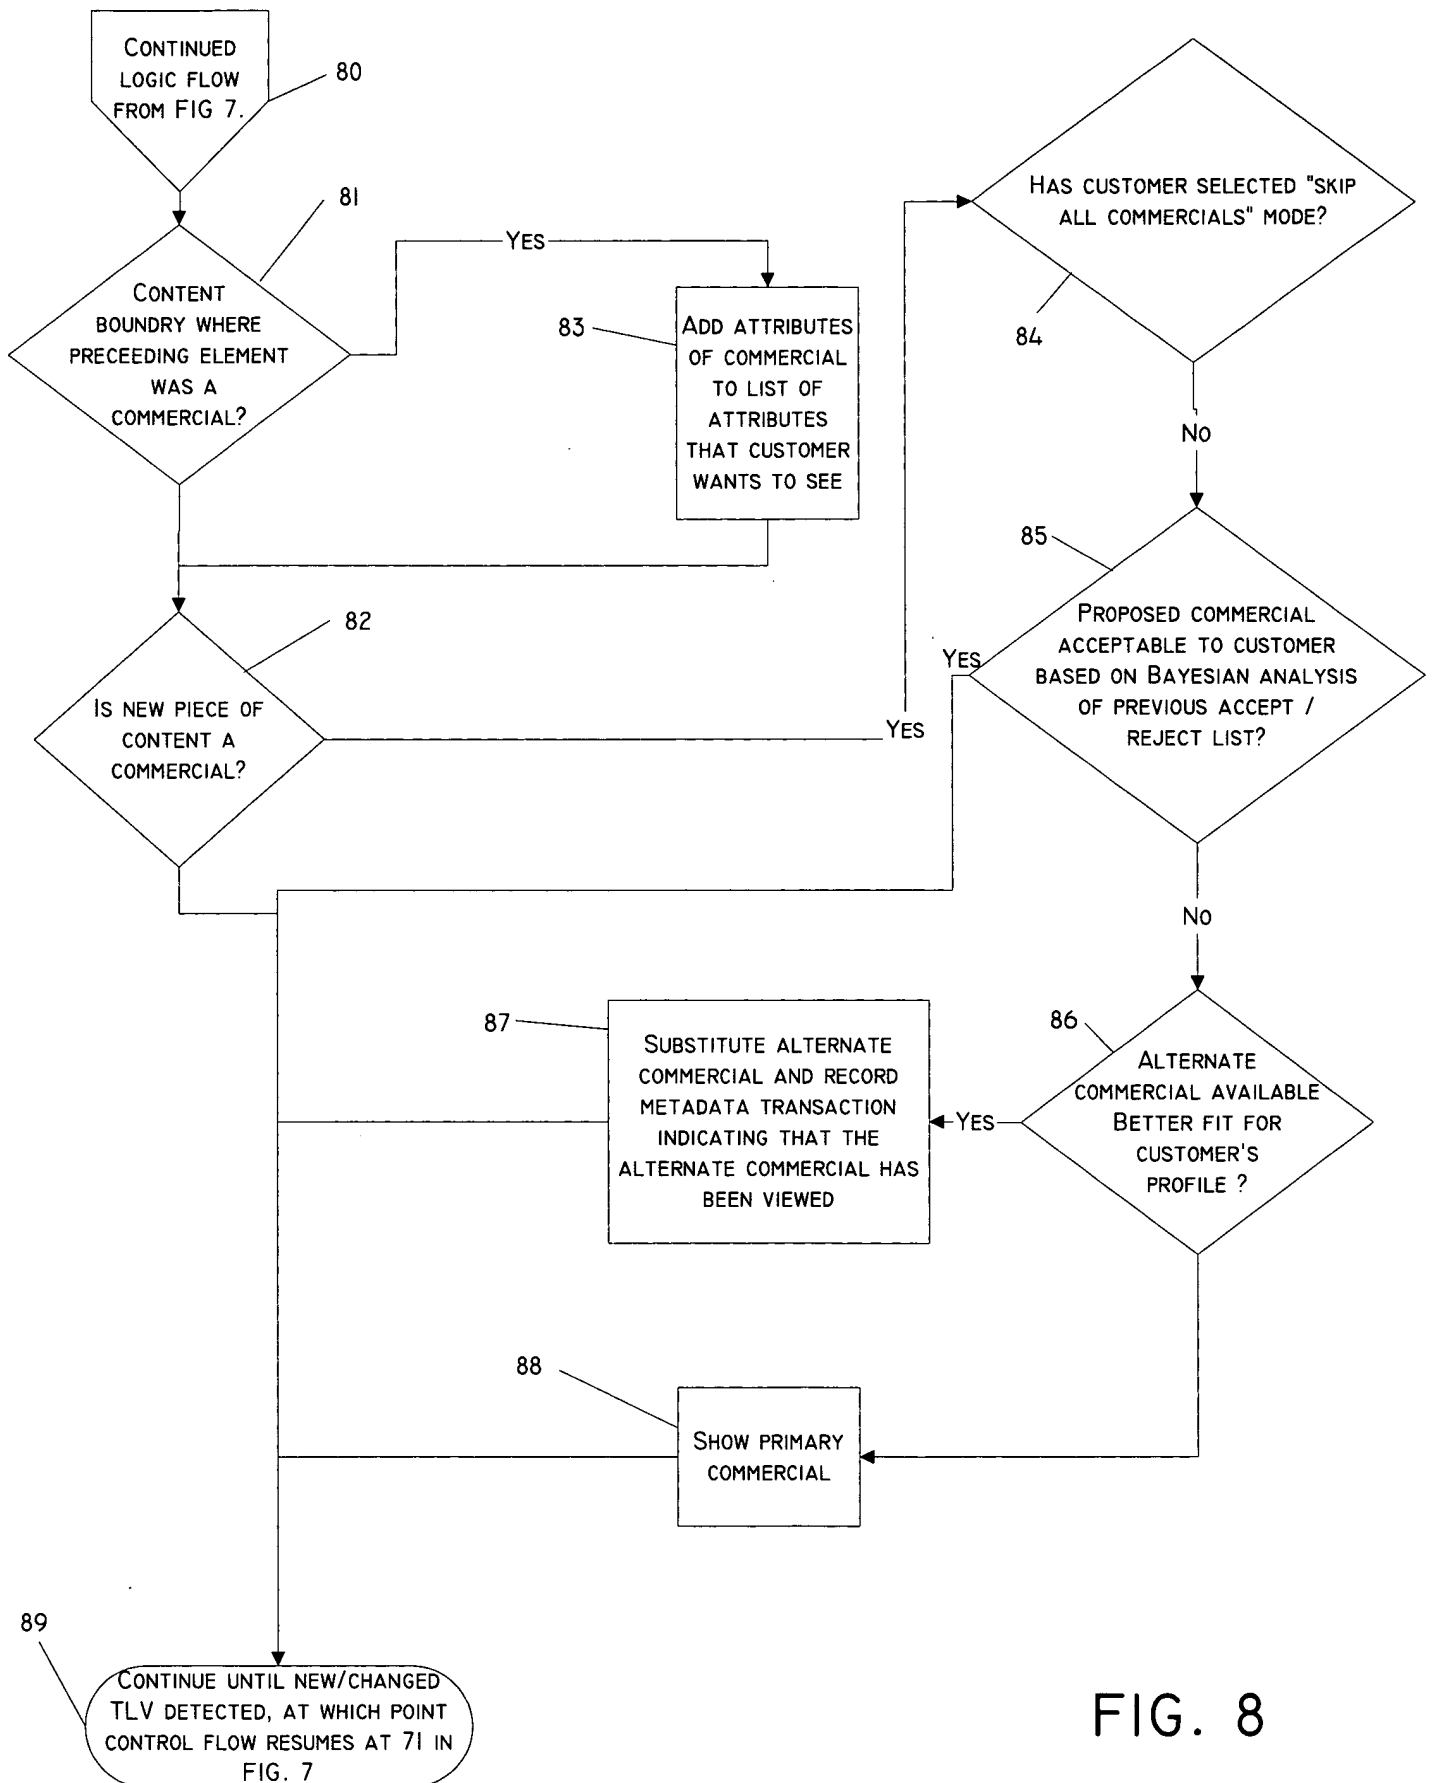 CONTINUED
LOGIC FLOW
FROM FIG 7.
80
81
CONTENT
BOUNDRY WHERE
PRECEEDING ELEMENT
WAS A
COMMERCIAL?
YES
83
ADD ATTRIBUTES
OF COMMERCIAL
TO LIST OF
ATTRIBUTES
THAT CUSTOMER
WANTS TO SEE
82
IS NEW PIECE OF
CONTENT A
COMMERCIAL?
YES
HAS CUSTOMER SELECTED "SKIP
ALL COMMERCIALS" MODE?
84
NO
85
PROPOSED COMMERCIAL
ACCEPTABLE TO CUSTOMER
BASED ON BAYESIAN ANALYSIS
OF PREVIOUS ACCEPT /
REJECT LIST?
YES
NO
86
ALTERNATE
COMMERCIAL AVAILABLE
BETTER FIT FOR
CUSTOMER'S
PROFILE ?
YES
87
SUBSTITUTE ALTERNATE
COMMERCIAL AND RECORD
METADATA TRANSACTION
INDICATING THAT THE
ALTERNATE COMMERCIAL HAS
BEEN VIEWED
88
SHOW PRIMARY
COMMERCIAL
89
CONTINUE UNTIL NEW/CHANGED
TLV DETECTED, AT WHICH POINT
CONTROL FLOW RESUMES AT 71 IN
FIG. 7
FIG. 8